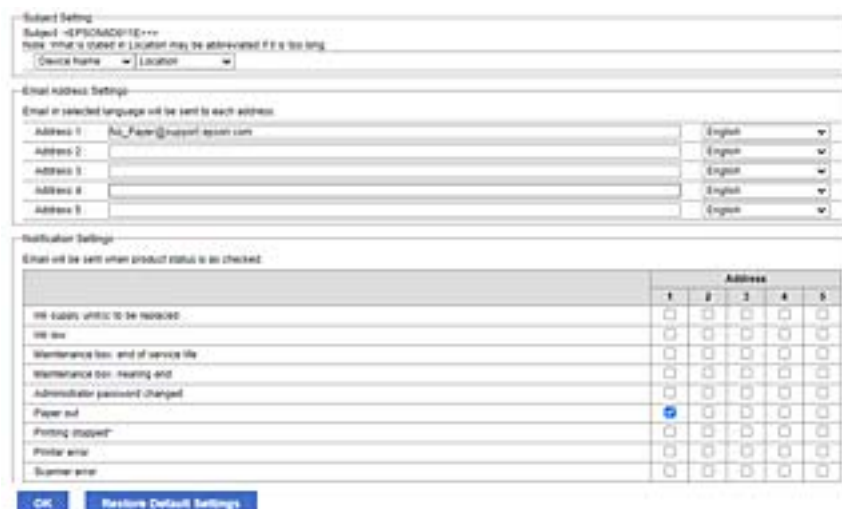 Subject Setting
Subject : <EPSON
Note: What is stated in Location may be abbreviated if it is too long.
Device Name Location
Email Address Settings
Email in selected language will be sent to each address.
Address 1 : No_Paper@support.epson.com English
Address 2 : English
Address 3 : English
Address 4 : English
Address 5 : English
Notification Settings
Email will be sent when product status is as checked.
Address
1 2 3 4 5
Ink supply unit(s) to be replaced
Ink low
Maintenance box: end of service life
Maintenance box: nearing end
Administrator password changed
Paper out
Printing stopped*
Printer error
Scanner error
OK Restore Default Settings